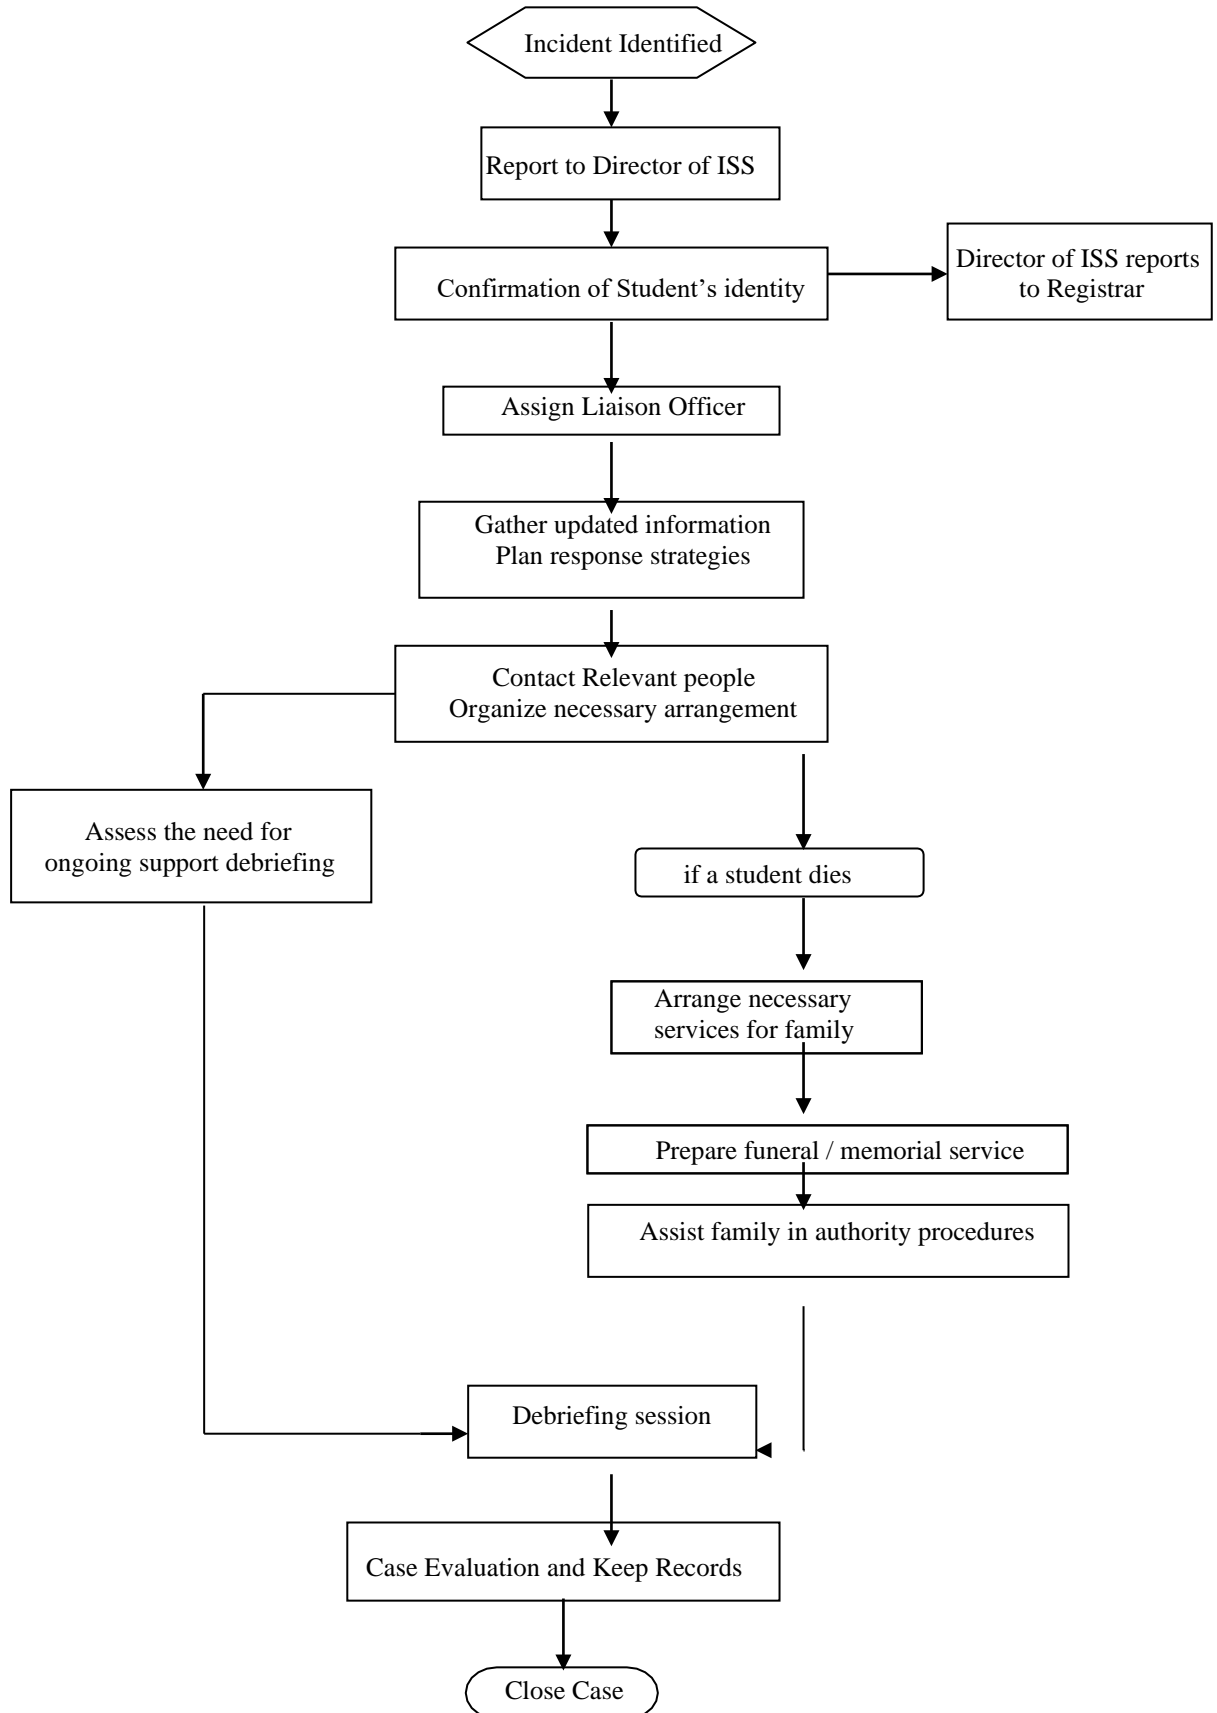 Incident Identified
Report to Director of ISS
Director of ISS reports
to Registrar
Confirmation of Student’s identity
Assign Liaison Officer
Gather updated information
Plan response strategies
Contact Relevant people
Organize necessary arrangement
Assess the need for
ongoing support debriefing
if a student dies
Arrange necessary
services for family
Prepare funeral / memorial service
Assist family in authority procedures
Debriefing session
Case Evaluation and Keep Records
Close Case